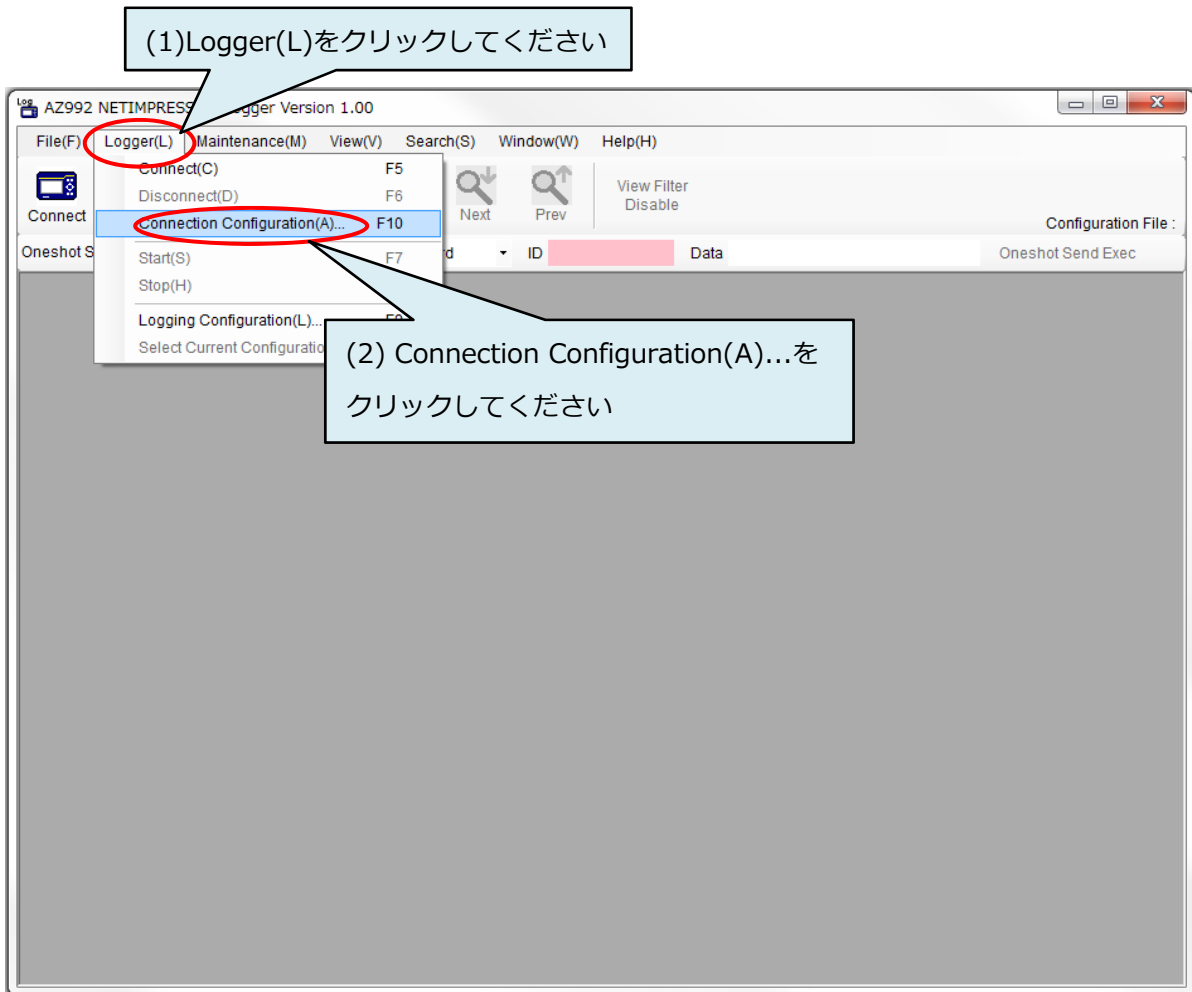 (1)Logger(L)をクリックしてください
AZ992 NETIMPRESS Logger Version 1.00
File(F) Logger(L) Maintenance(M) View(V) Search(S) Window(W) Help(H)
Connect(C) F5
Disconnect(D) F6
Connection Configuration(A)... F10
Start(S) F7
Stop(H)
Logging Configuration(L)...
Select Current
Connect
Next Prev
View Filter
Disable
Configuration File :
Oneshot ID Data Oneshot Send Exec
(2) Connection Configuration(A)...を
クリックしてください